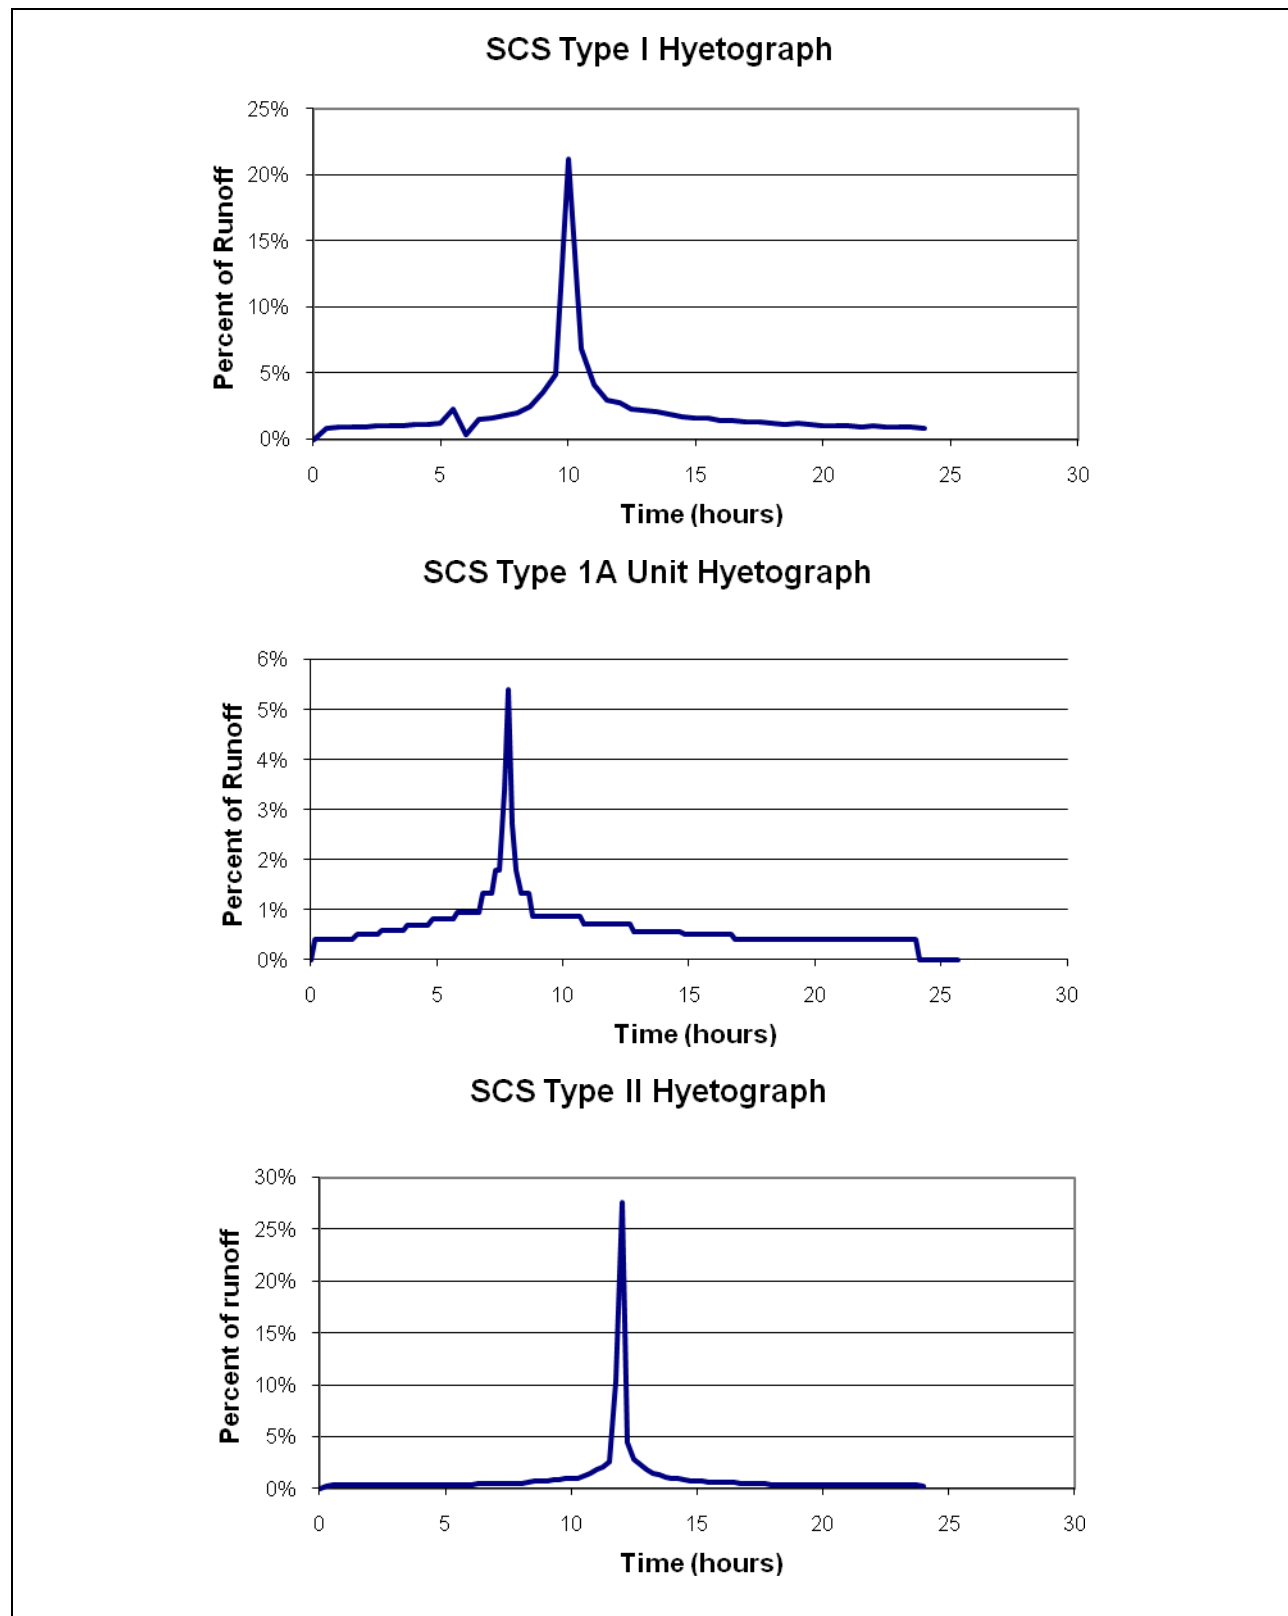 SCS Type I Hyetograph
25%
20%
15%
10%
5%
0%
Percent of Runoff
0 5 10 15 20 25 30
Time (hours)
SCS Type 1A Unit Hyetograph
6%
5%
4%
3%
2%
1%
0%
Percent of Runoff
0 5 10 15 20 25 30
Time (hours)
SCS Type II Hyetograph
30%
25%
20%
15%
10%
5%
0%
Percent of runoff
0 5 10 15 20 25 30
Time (hours)